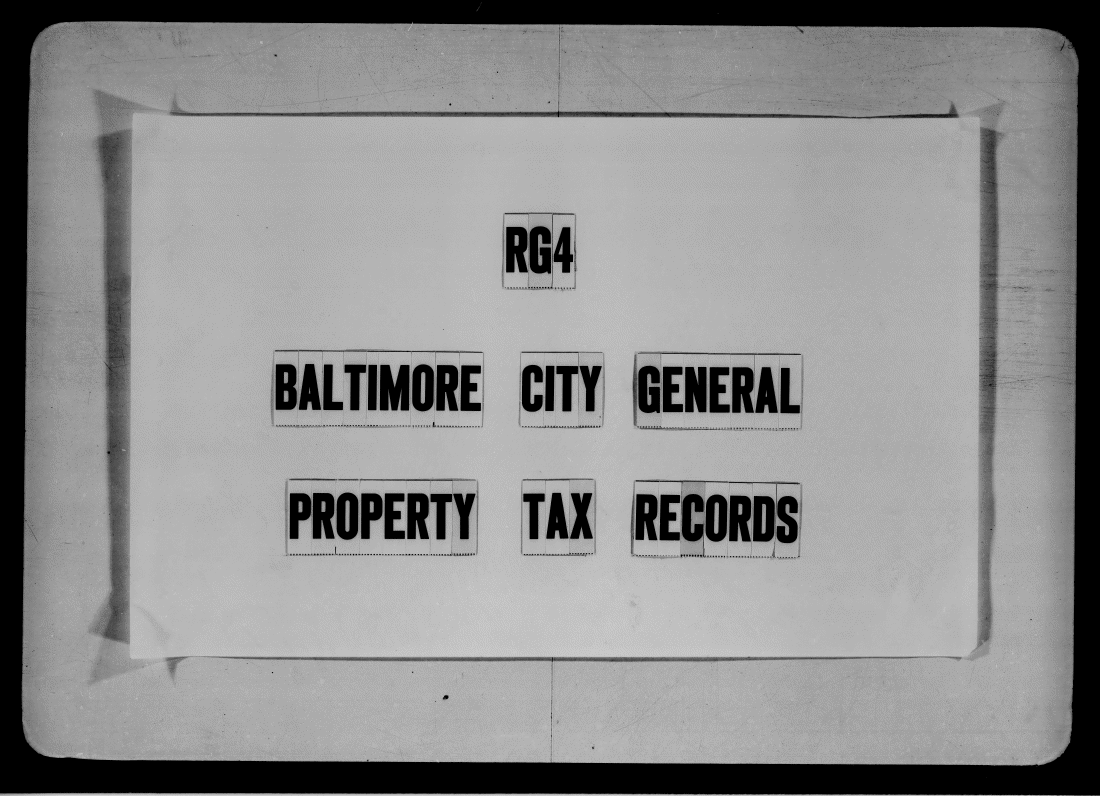 RG4
BALTIMORE CITY GENERAL
PROPERTY TAX RECORDS